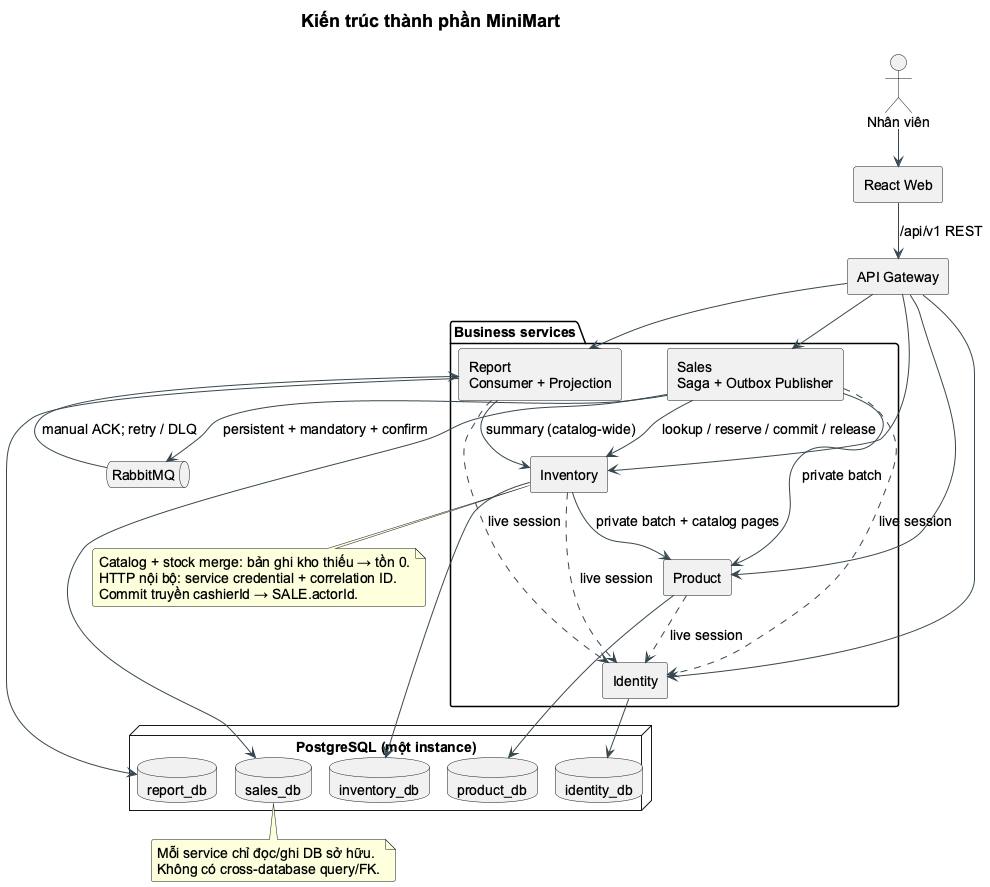 Kiến trúc thành phần MiniMart
Nhân viên
React Web
/api/v1 REST
API Gateway
Business services
Report
Consumer + Projection
Sales
Saga + Outbox Publisher
manual ACK; retry / DLQ
persistent + mandatory + confirm
summary (catalog-wide)
lookup / reserve / commit / release
RabbitMQ
Inventory
private batch
live session
private batch + catalog pages
live session
Catalog + stock merge: bản ghi kho thiếu → tồn 0.
HTTP nội bộ: service credential + correlation ID.
Commit truyền cashierId → SALE.actorId.
live session
Product
live session
Identity
PostgreSQL (một instance)
report_db
sales_db
inventory_db
product_db
identity_db
Mỗi service chỉ đọc/ghi DB sở hữu.
Không có cross-database query/FK.